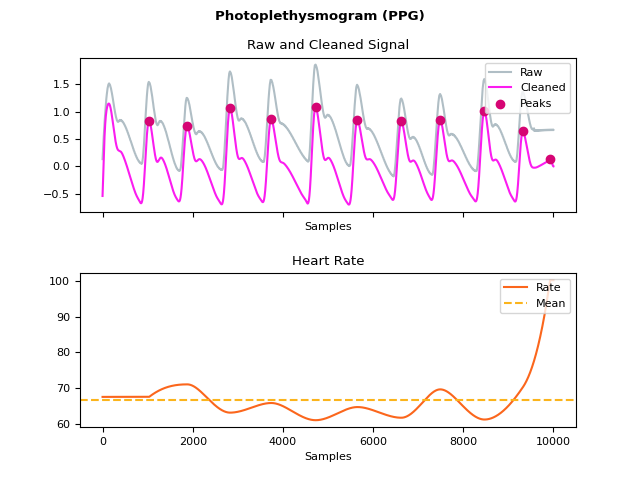 Photoplethysmogram (PPG)
Raw and Cleaned Signal
Raw
Cleaned
Peaks
1.5
1.0
0.5
0.0
−0.5
Samples
Heart Rate
Rate
Mean
100
90
80
70
60
0 2000 4000 6000 8000 10000
Samples